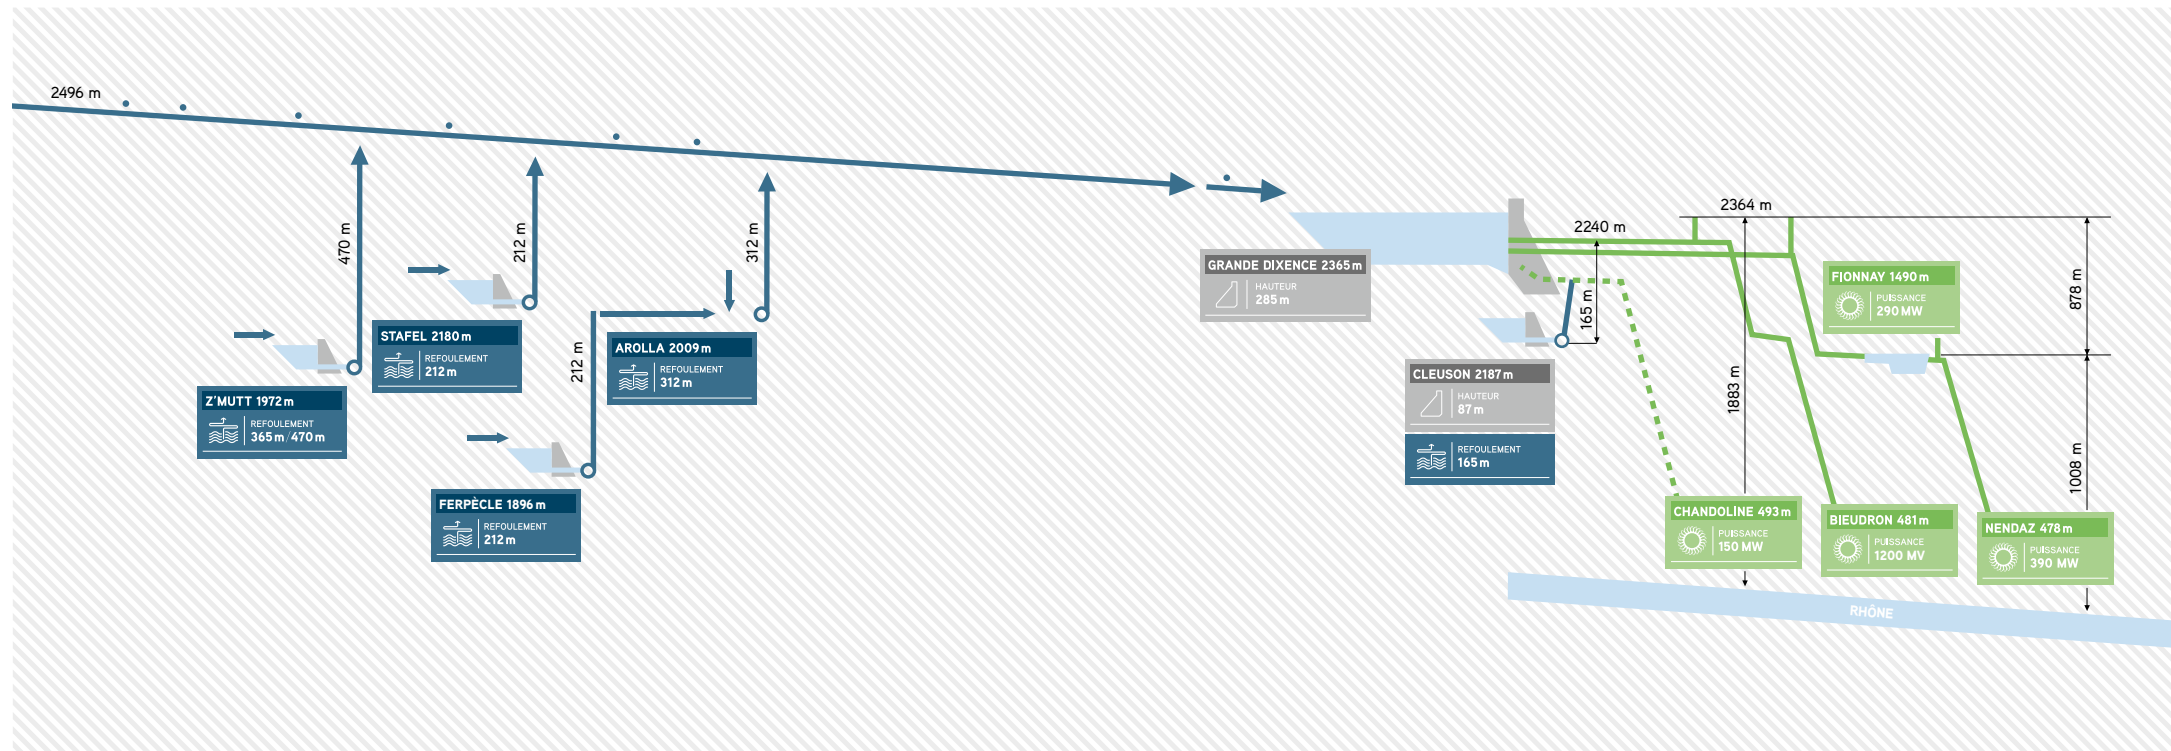 2496 m
470 m
212 m
312 m
212 m
Z'MUTT 1972 m
REFOULEMENT
365 m/470 m
STAFEL 2180 m
REFOULEMENT
212 m
FERPÈCLE 1896 m
REFOULEMENT
212 m
AROLLA 2009 m
REFOULEMENT
312 m
GRANDE DIXENCE 2365 m
HAUTEUR
285 m
2240 m
165 m
CLEUSON 2187 m
HAUTEUR
87 m
REFOULEMENT
165 m
2364 m
1883 m
FIONNAY 1490 m
PUISSANCE
290 MW
878 m
1008 m
CHANDOLINE 493 m
PUISSANCE
150 MW
BIEUDRON 481 m
PUISSANCE
1200 MV
NENDAZ 478 m
PUISSANCE
390 MW
RHÔNE